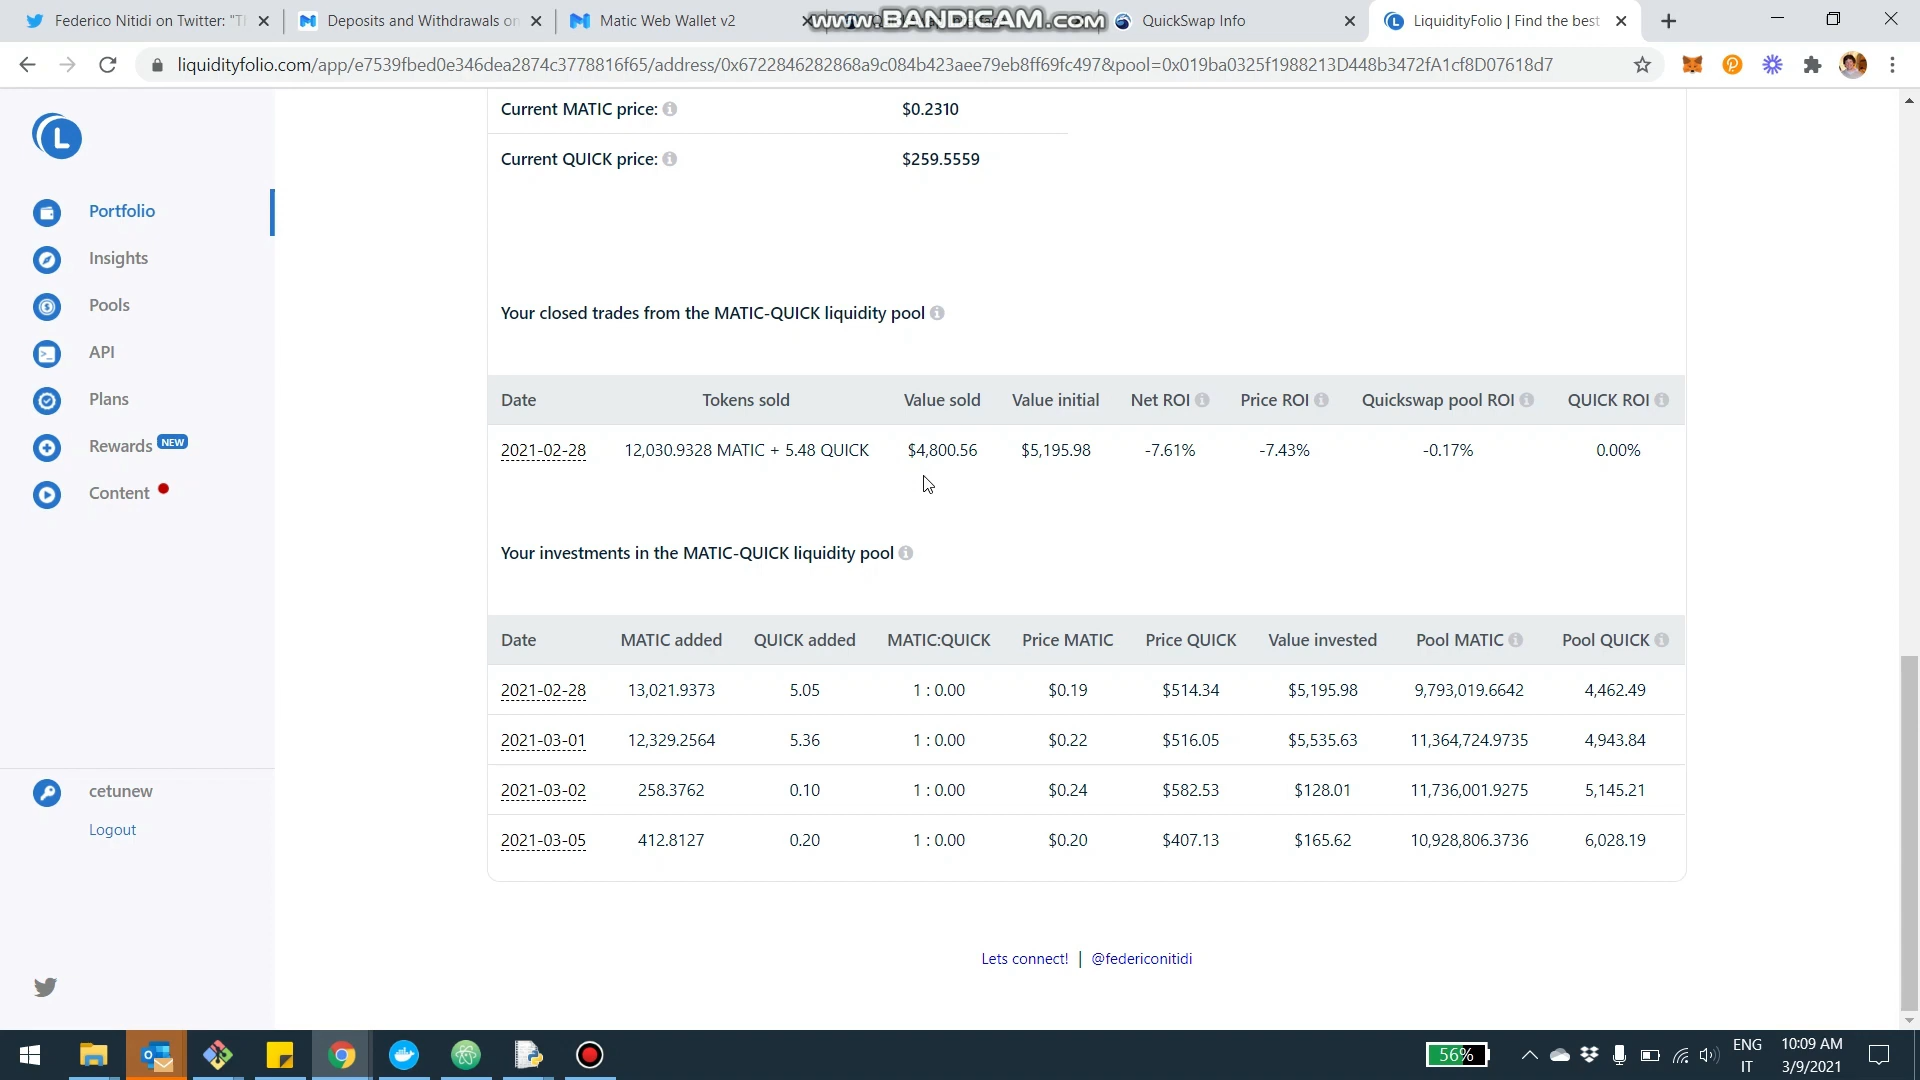 Federico Nitidi on Twitter: "Tl
Deposits and Withdrawals on
Matic Web Wallet v2
www.BANDICAM.com
QuickSwap Info
LiquidityFolio | Find the best
liquidityfolio.com/app/e7539fbed0e346dea2874c3778816f65/address/0x6722846282868a9c084b423aee79eb8ff69fc497&pool=0x019ba0325f1988213D448b3472fA1cf8D07618d7
L
Portfolio
Insights
Pools
API
Plans
Rewards NEW
Content
cetunew
Logout
Current MATIC price: $0.2310
Current QUICK price: $259.5559
Your closed trades from the MATIC-QUICK liquidity pool
Date Tokens sold Value sold Value initial Net ROI Price ROI Quickswap pool ROI QUICK ROI
2021-02-28 12,030.9328 MATIC + 5.48 QUICK $4,800.56 $5,195.98 -7.61% -7.43% -0.17% 0.00%
Your investments in the MATIC-QUICK liquidity pool
Date MATIC added QUICK added MATIC:QUICK Price MATIC Price QUICK Value invested Pool MATIC Pool QUICK
2021-02-28 13,021.9373 5.05 1 : 0.00 $0.19 $514.34 $5,195.98 9,793,019.6642 4,462.49
2021-03-01 12,329.2564 5.36 1 : 0.00 $0.22 $516.05 $5,535.63 11,364,724.9735 4,943.84
2021-03-02 258.3762 0.10 1 : 0.00 $0.24 $582.53 $128.01 11,736,001.9275 5,145.21
2021-03-05 412.8127 0.20 1 : 0.00 $0.20 $407.13 $165.62 10,928,806.3736 6,028.19
Lets connect! | @federiconitidi
56%
ENG
IT
10:09 AM
3/9/2021